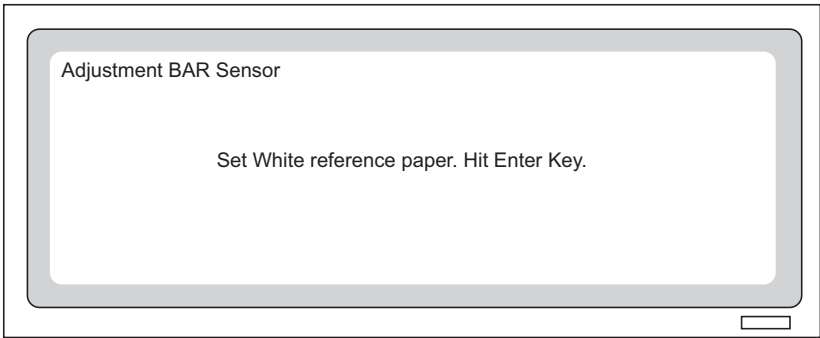 Adjustment BAR Sensor
Set White reference paper. Hit Enter Key.